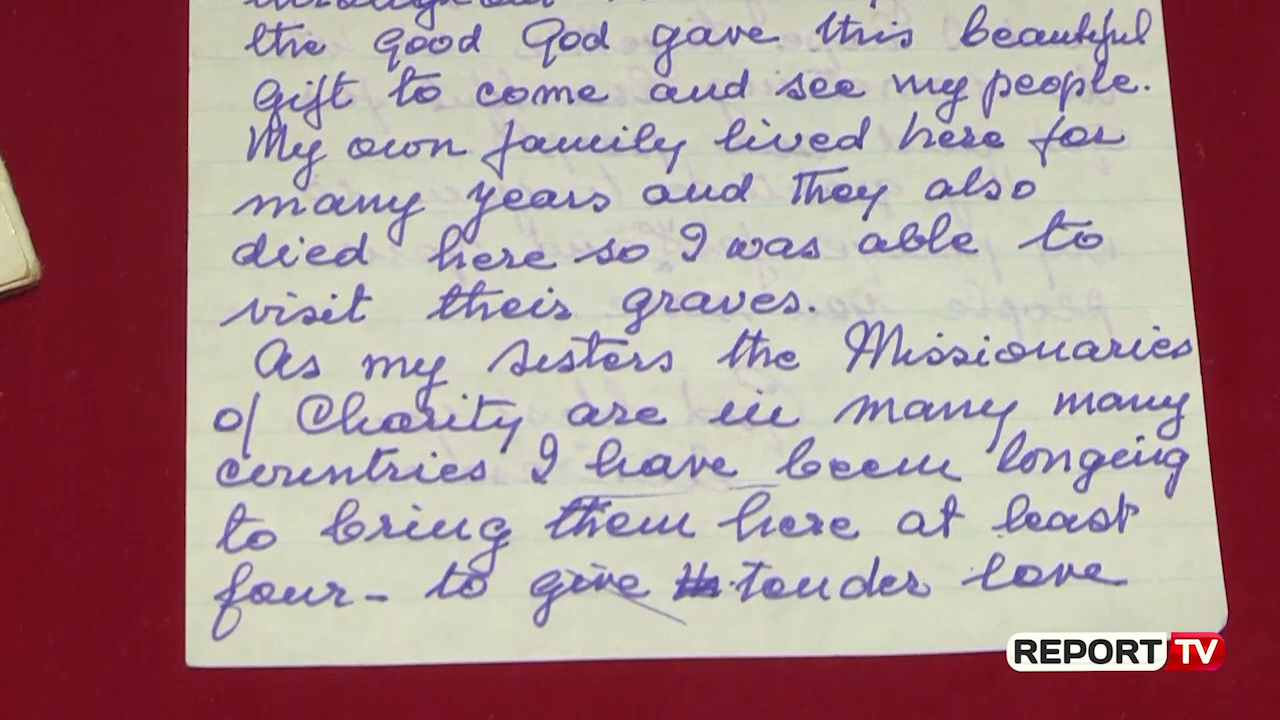 the good God gave this beautiful
gift to come and see my people.
My own family lived here for
many years and They also
died here so I was able to
visit their graves.
As my Sisters the Missionaries
of Charity are in many many
countries I have been longing
to bring them here at least
four - to give tender love
REPORT TV